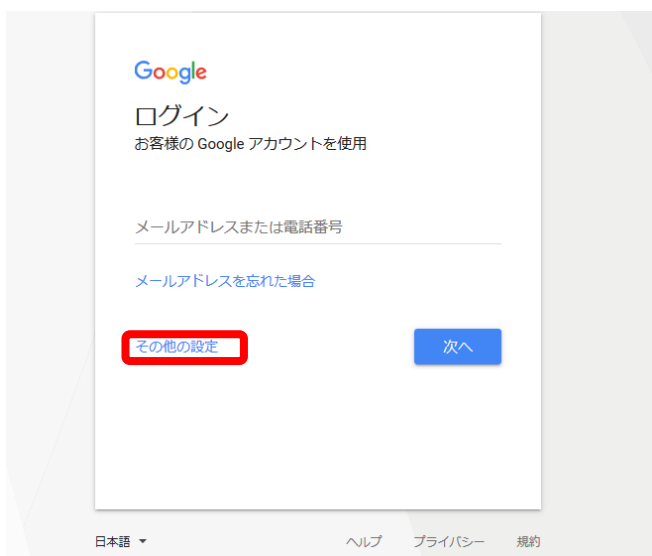 Google
ログイン
お客様の Google アカウントを使用
メールアドレスまたは電話番号
メールアドレスを忘れた場合
その他の設定
次へ
日本語
ヘルプ プライバシー 規約